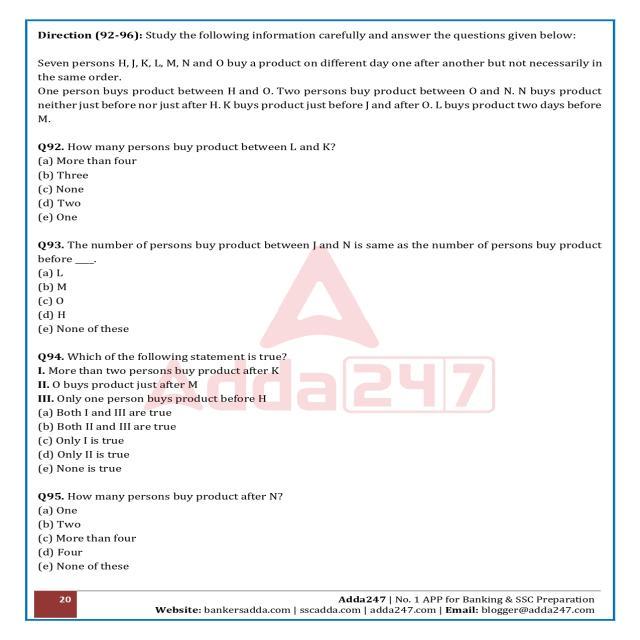 Direction (92-96): Study the following information carefully and answer the questions given below:
Seven persons H, J, K, L, M, N and O buy a product on different day one after another but not necessarily in
the same order.
One person buys product between H and O. Two persons buy product between O and N. N buys product
neither just before nor just after H. K buys product just before J and after O. L buys product two days before
M.
Q92. How many persons buy product between L and K?
(a) More than four
(b) Three
(c) None
(d) Two
(e) One
Q93. The number of persons buy product between J and N is same as the number of persons buy product
before ____.
(a) L
(b) M
(c) O
(d) H
(e) None of these
Q94. Which of the following statement is true?
I. More than two persons buy product after K
II. O buys product just after M
III. Only one person buys product before H
(a) Both I and III are true
(b) Both II and III are true
(c) Only I is true
(d) Only II is true
(e) None is true
Q95. How many persons buy product after N?
(a) One
(b) Two
(c) More than four
(d) Four
(e) None of these
Adda247
20
Adda247 | No. 1 APP for Banking & SSC Preparation
Website: bankersadda.com | sscadda.com | adda247.com | Email: blogger@adda247.com